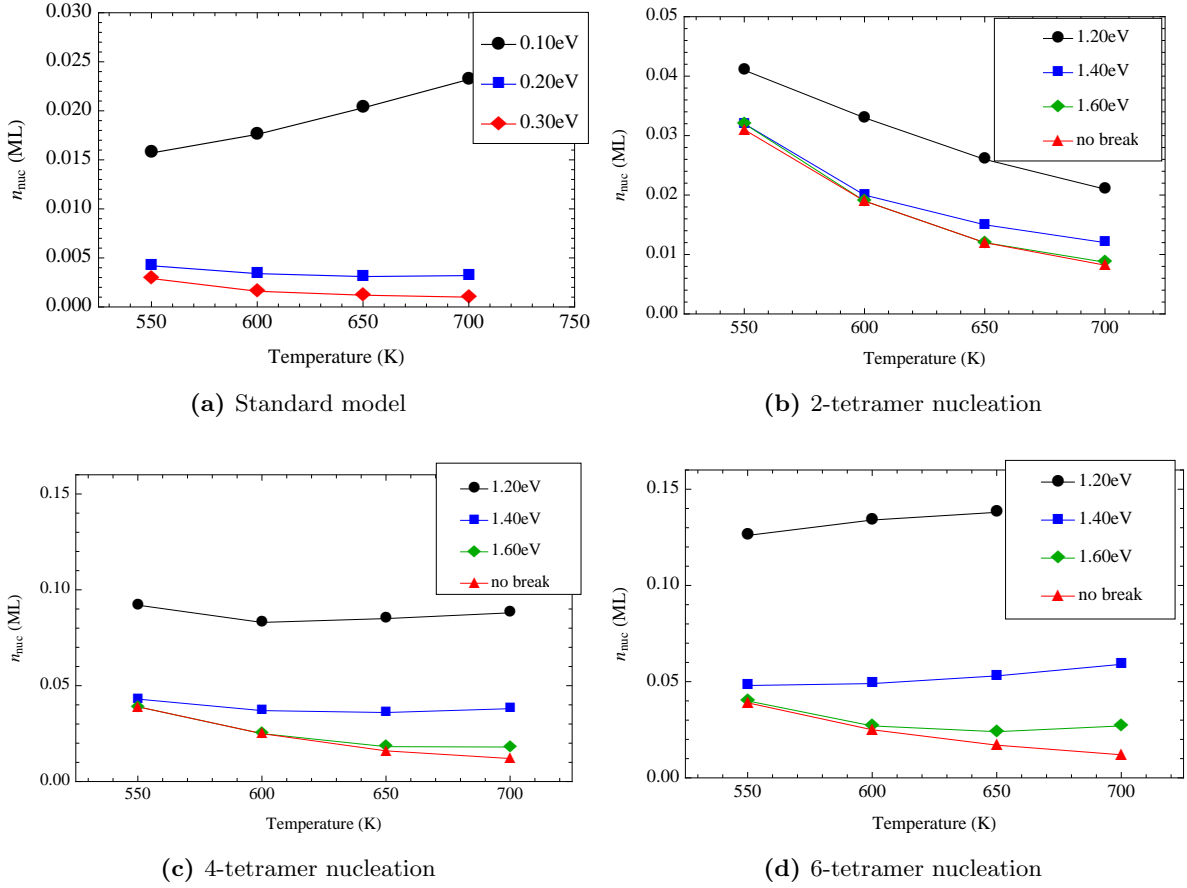 0.030
0.025
0.020
0.015
0.010
0.005
0.000
n_nuc (ML)
0.10eV
0.20eV
0.30eV
550 600 650 700 750
Temperature (K)
(a) Standard model
0.05
0.04
0.03
0.02
0.01
0.00
n_nuc (ML)
1.20eV
1.40eV
1.60eV
no break
550 600 650 700
Temperature (K)
(b) 2-tetramer nucleation
0.15
0.10
0.05
0.00
n_nuc (ML)
1.20eV
1.40eV
1.60eV
no break
550 600 650 700
Temperature (K)
(c) 4-tetramer nucleation
0.15
0.10
0.05
0.00
n_nuc (ML)
1.20eV
1.40eV
1.60eV
no break
550 600 650 700
Temperature (K)
(d) 6-tetramer nucleation